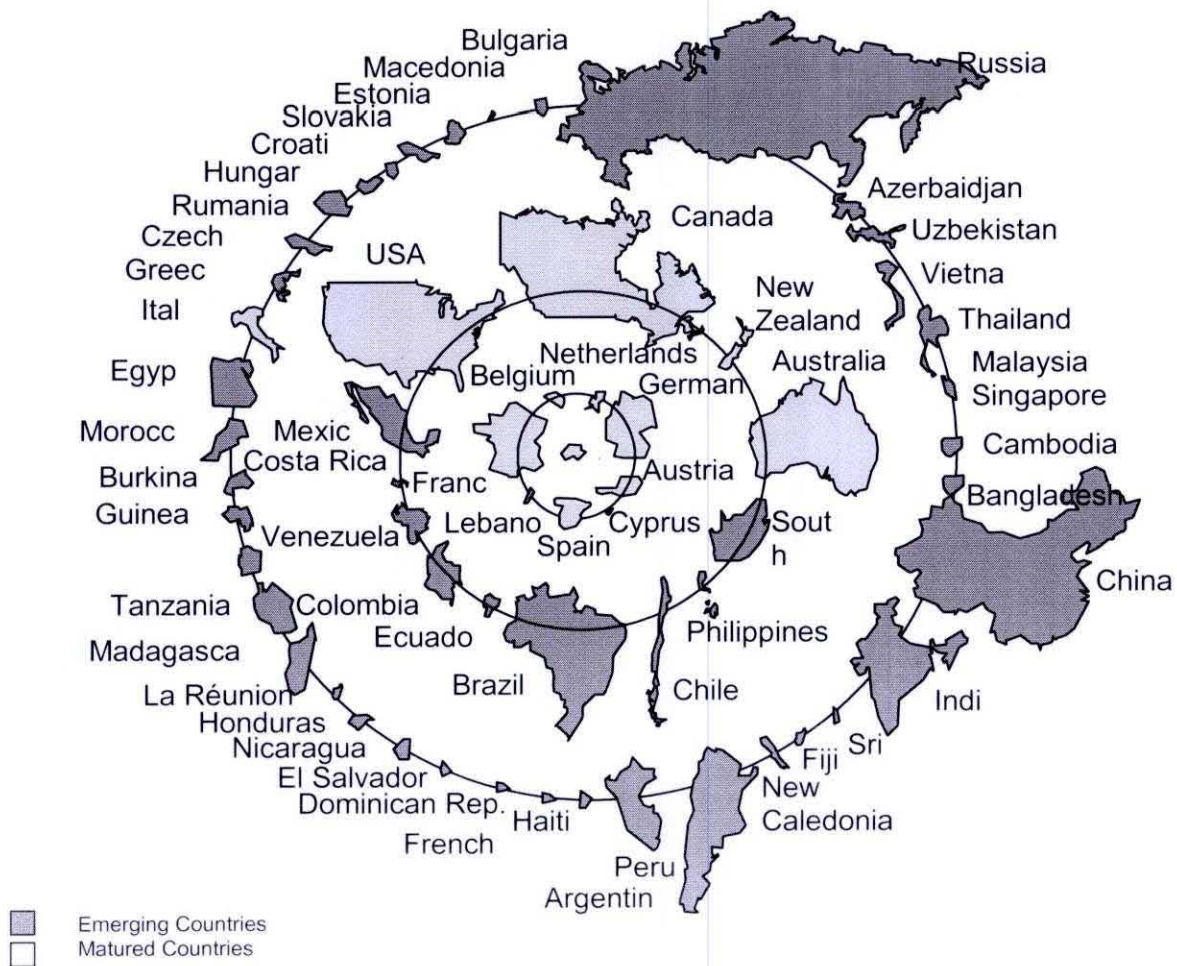 Bulgaria
Macedonia
Estonia
Slovakia
Croati
Hungar
Rumania
Czech
Greec
Ital
Egyp
Morocc
Burkina
Guinea
Tanzania
Madagasca
La Réunion
Honduras
Nicaragua
El Salvador
Dominican Rep.
French
Haiti
Peru
Argentin
New
Caledonia
Fiji
Sri
Indi
China
Bangladesh
Cambodia
Singapore
Malaysia
Thailand
Vietna
Uzbekistan
Azerbaidjan
Russia
USA
Canada
New
Zealand
Australia
Sout
h
Philippines
Chile
Brazil
Ecuado
Colombia
Venezuela
Costa Rica
Mexic
Belgium
Netherlands
German
Austria
Cyprus
Spain
Lebano
Franc
Emerging Countries
Matured Countries